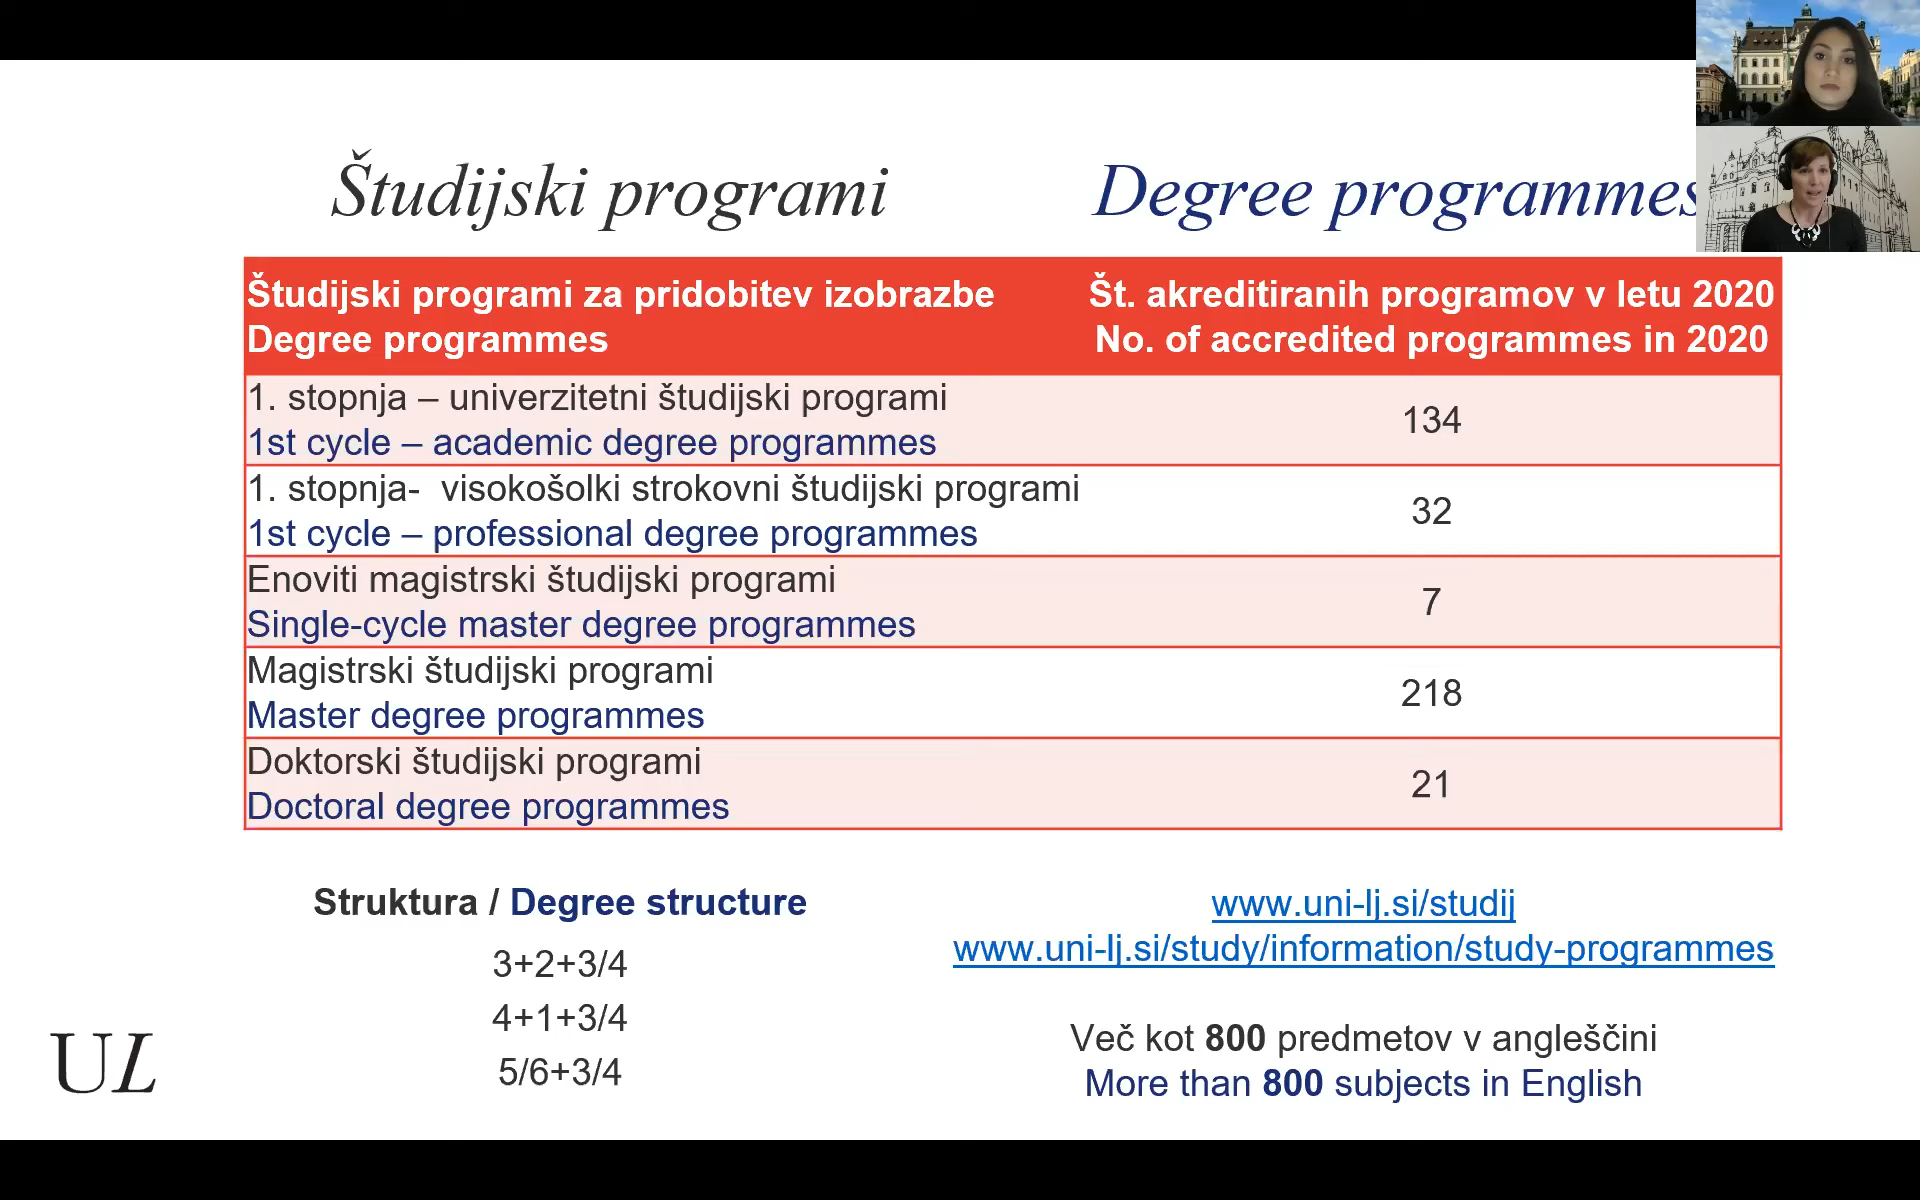 Študijski programi
Degree programmes
Študijski programi za pridobitev izobrazbe
Degree programmes
Št. akreditiranih programov v letu 2020
No. of accredited programmes in 2020
1. stopnja – univerzitetni študijski programi
1st cycle – academic degree programmes
134
1. stopnja-  visokošolki strokovni študijski programi
1st cycle – professional degree programmes
32
Enoviti magistrski študijski programi
Single-cycle master degree programmes
7
Magistrski študijski programi
Master degree programmes
218
Doktorski študijski programi
Doctoral degree programmes
21
Struktura / Degree structure
3+2+3/4
4+1+3/4
5/6+3/4
www.uni-lj.si/studij
www.uni-lj.si/study/information/study-programmes
Več kot 800 predmetov v angleščini
More than 800 subjects in English
UL